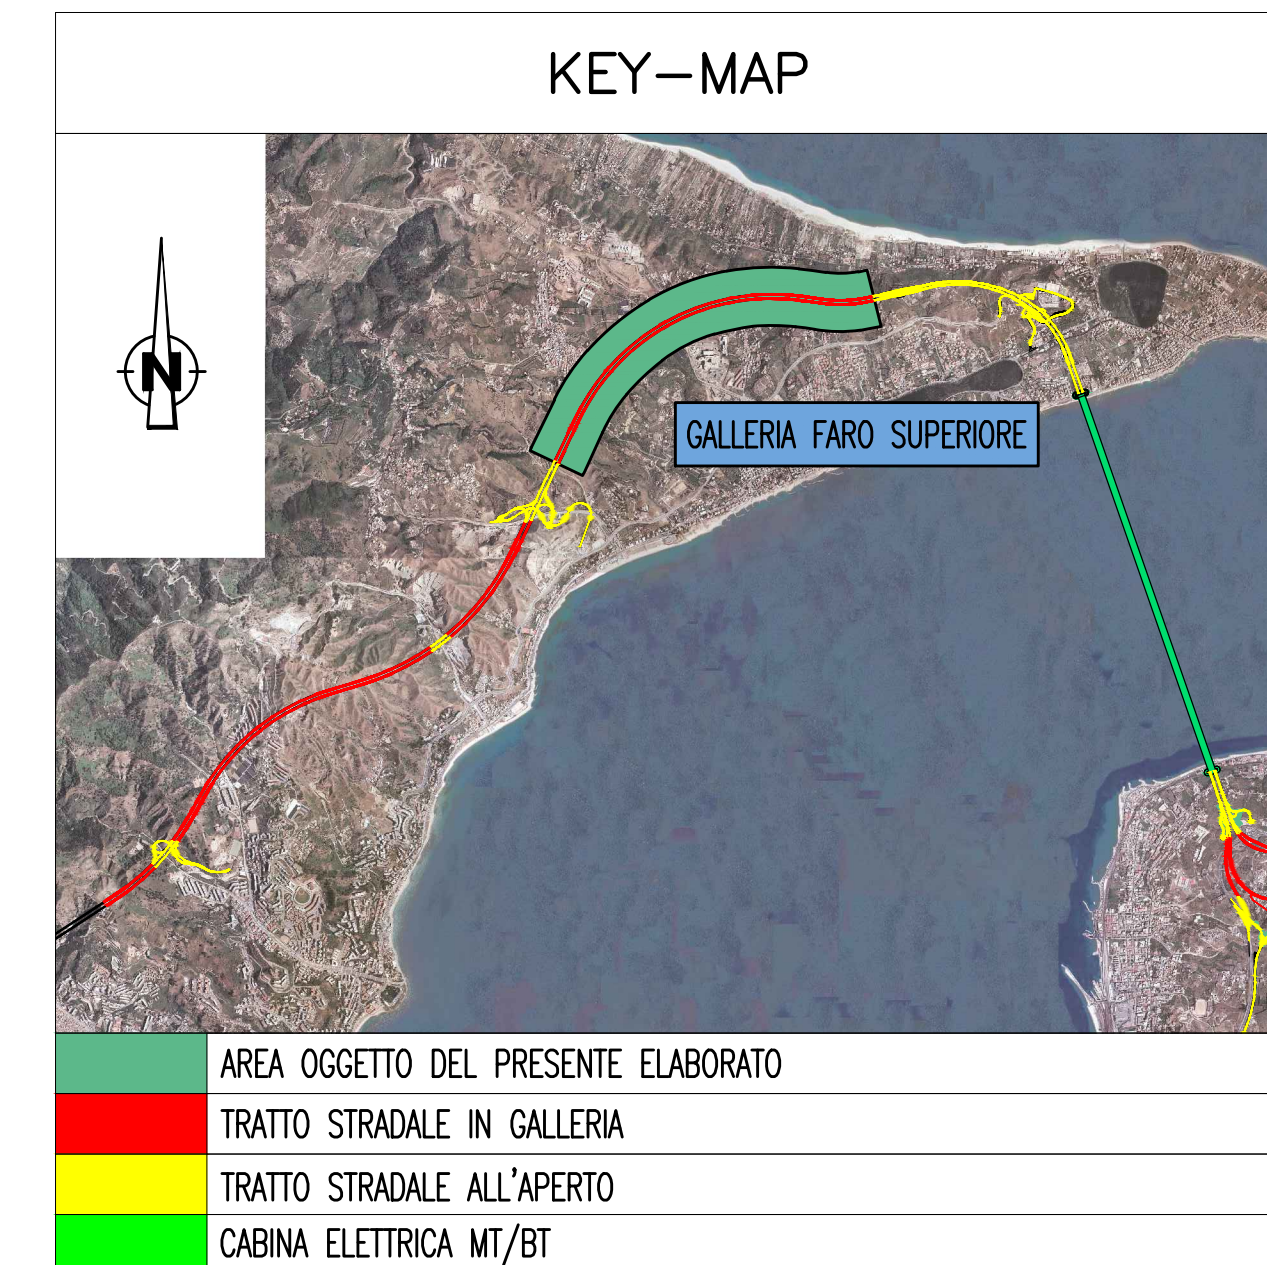 KEY-MAP
N
GALLERIA FARO SUPERIORE
AREA OGGETTO DEL PRESENTE ELABORATO
TRATTO STRADALE IN GALLERIA
TRATTO STRADALE ALL'APERTO
CABINA ELETTRICA MT/BT